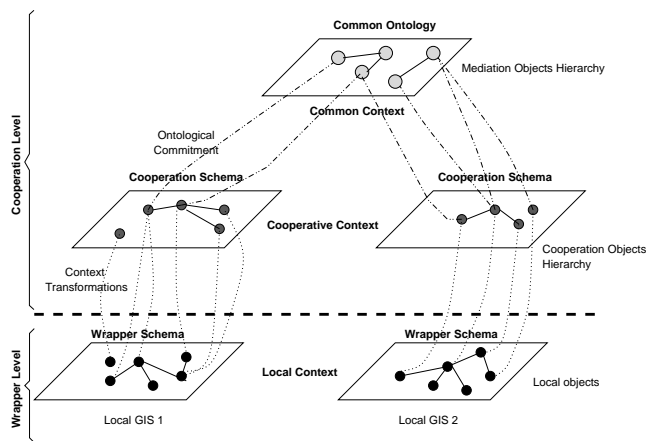 Common Ontology
Mediation Objects Hierarchy
Common Context
Cooperation Level
Ontological
Commitment
Cooperation Schema
Cooperation Schema
Cooperative Context
Cooperation Objects
Hierarchy
Context
Transformations
Wrapper Schema
Wrapper Schema
Wrapper Level
Local Context
Local objects
Local GIS 1
Local GIS 2